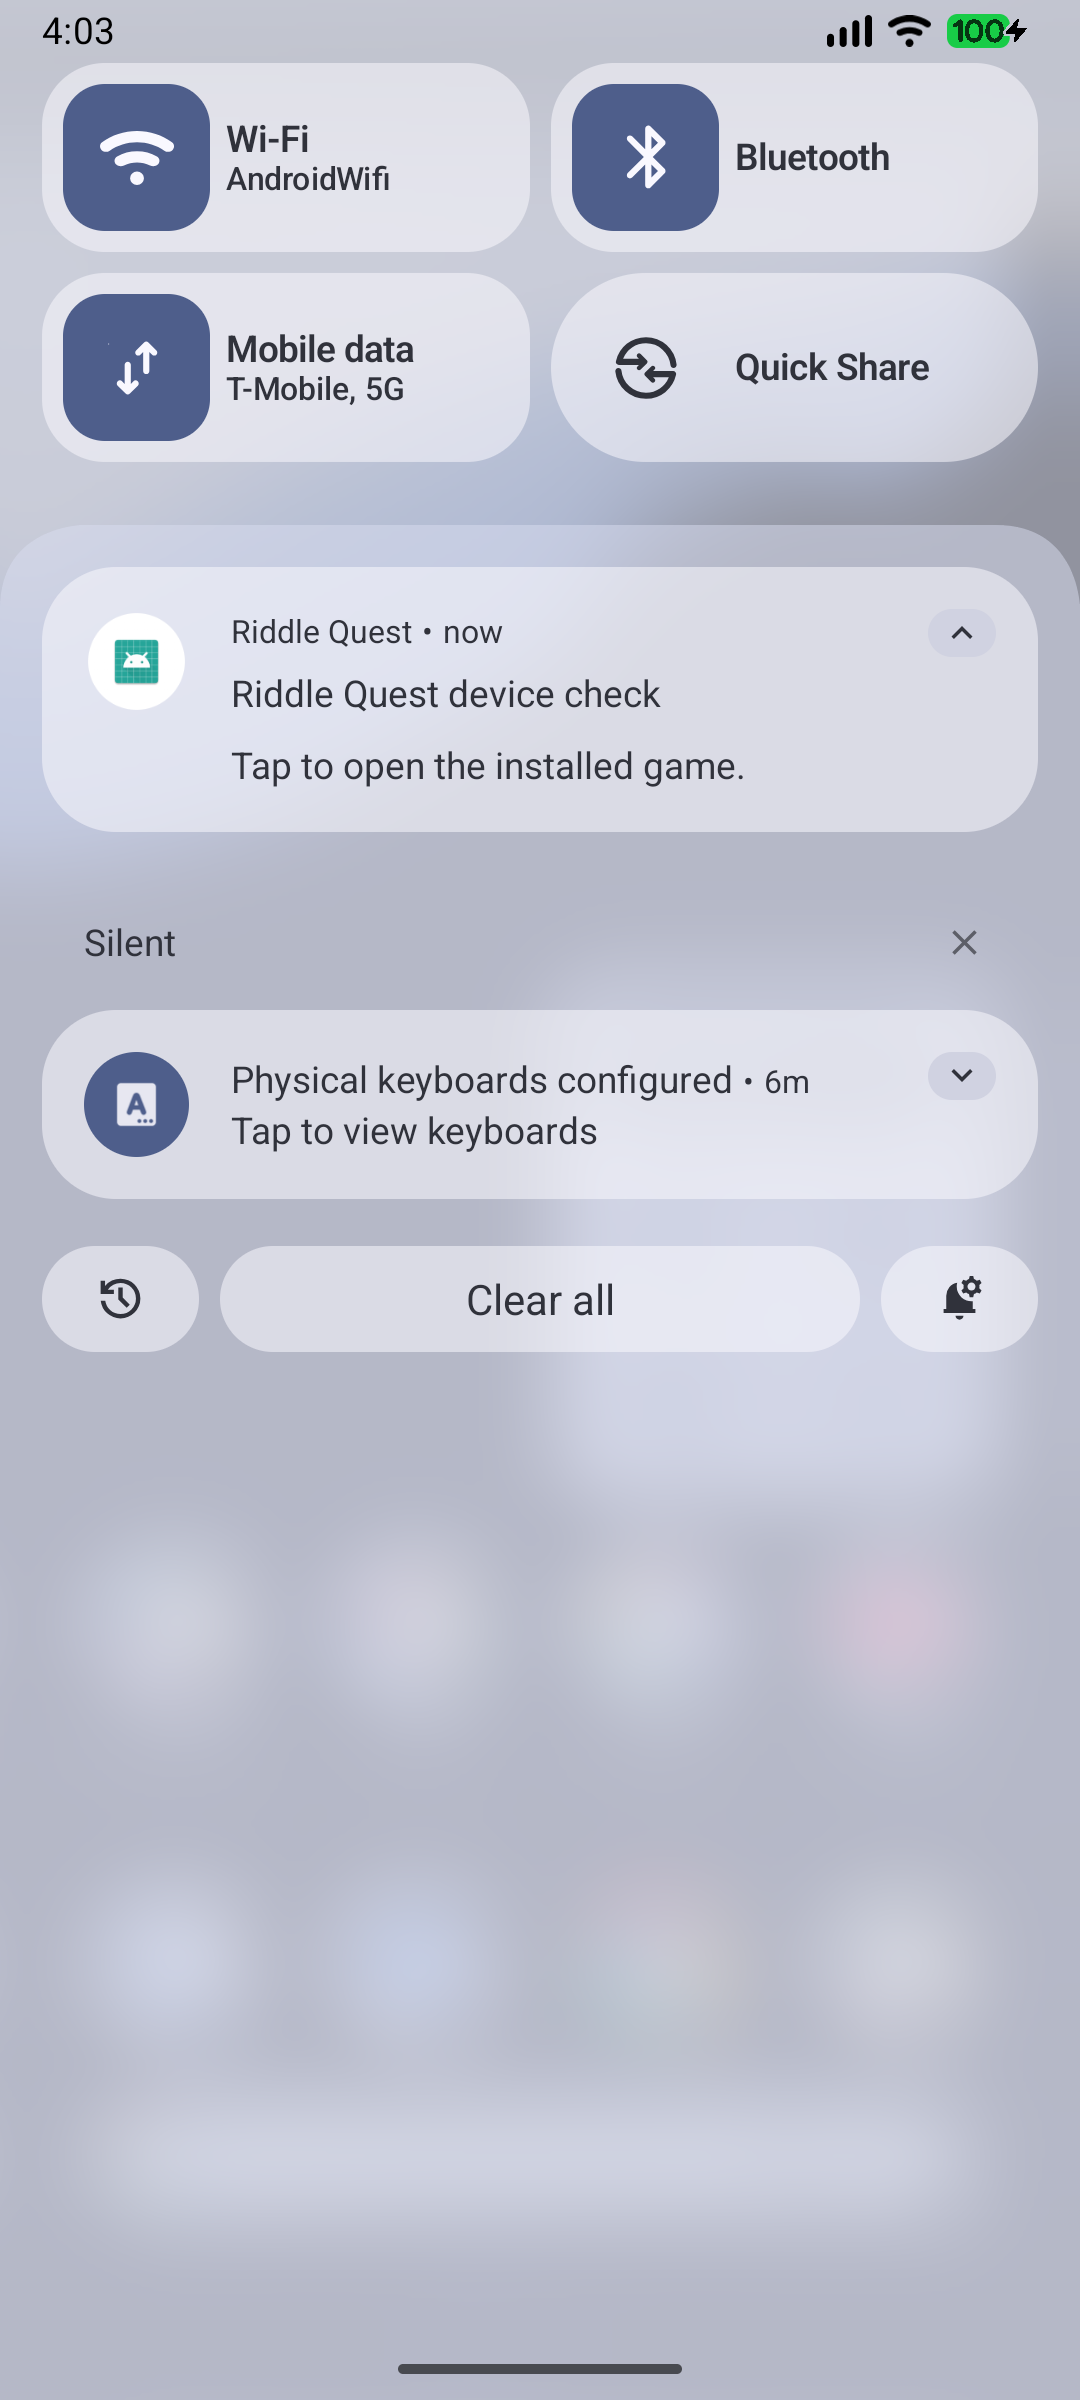 4:03
100
Wi-Fi
AndroidWifi
Bluetooth
Mobile data
T-Mobile, 5G
Quick Share
Riddle Quest • now
Riddle Quest device check
Tap to open the installed game.
Silent
A
Physical keyboards configured • 6m
Tap to view keyboards
Clear all